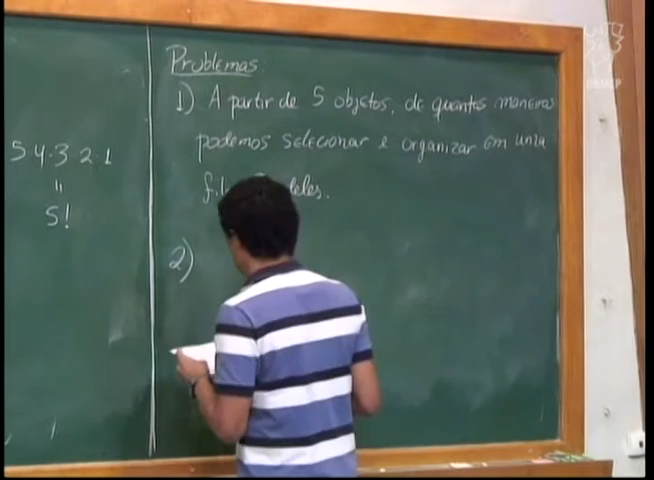 5 4·3 2·1
"
5!
Problemas
1) A partir de 5 objetos, de quantas maneiras
podemos selecionar e organizar em uma
deles.
2)